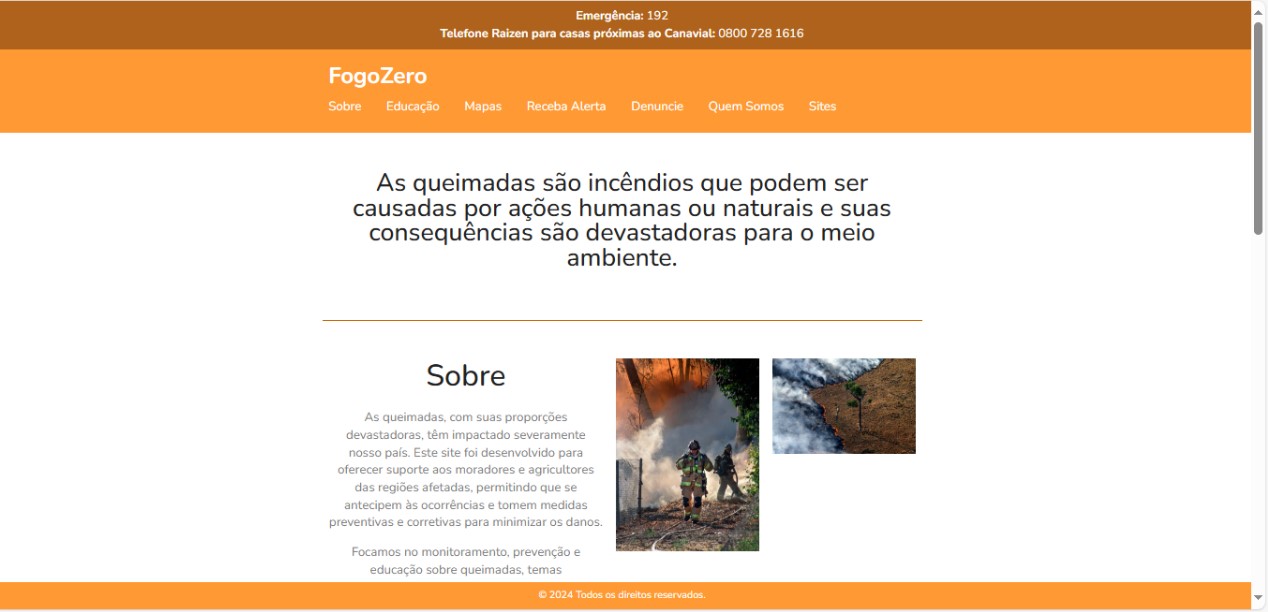 Emergência: 192
Telefone Raizen para casas próximas ao Canavial: 0800 728 1616
FogoZero
Sobre Educação Mapas Receba Alerta Denuncie Quem Somos Sites
As queimadas são incêndios que podem ser
causadas por ações humanas ou naturais e suas
consequências são devastadoras para o meio
ambiente.
Sobre
As queimadas, com suas proporções
devastadoras, têm impactado severamente
nosso país. Este site foi desenvolvido para
oferecer suporte aos moradores e agricultores
das regiões afetadas, permitindo que se
antecipem às ocorrências e tomem medidas
preventivas e corretivas para minimizar os danos.
Focamos no monitoramento, prevenção e
educação sobre queimadas, temas
© 2024 Todos os direitos reservados.